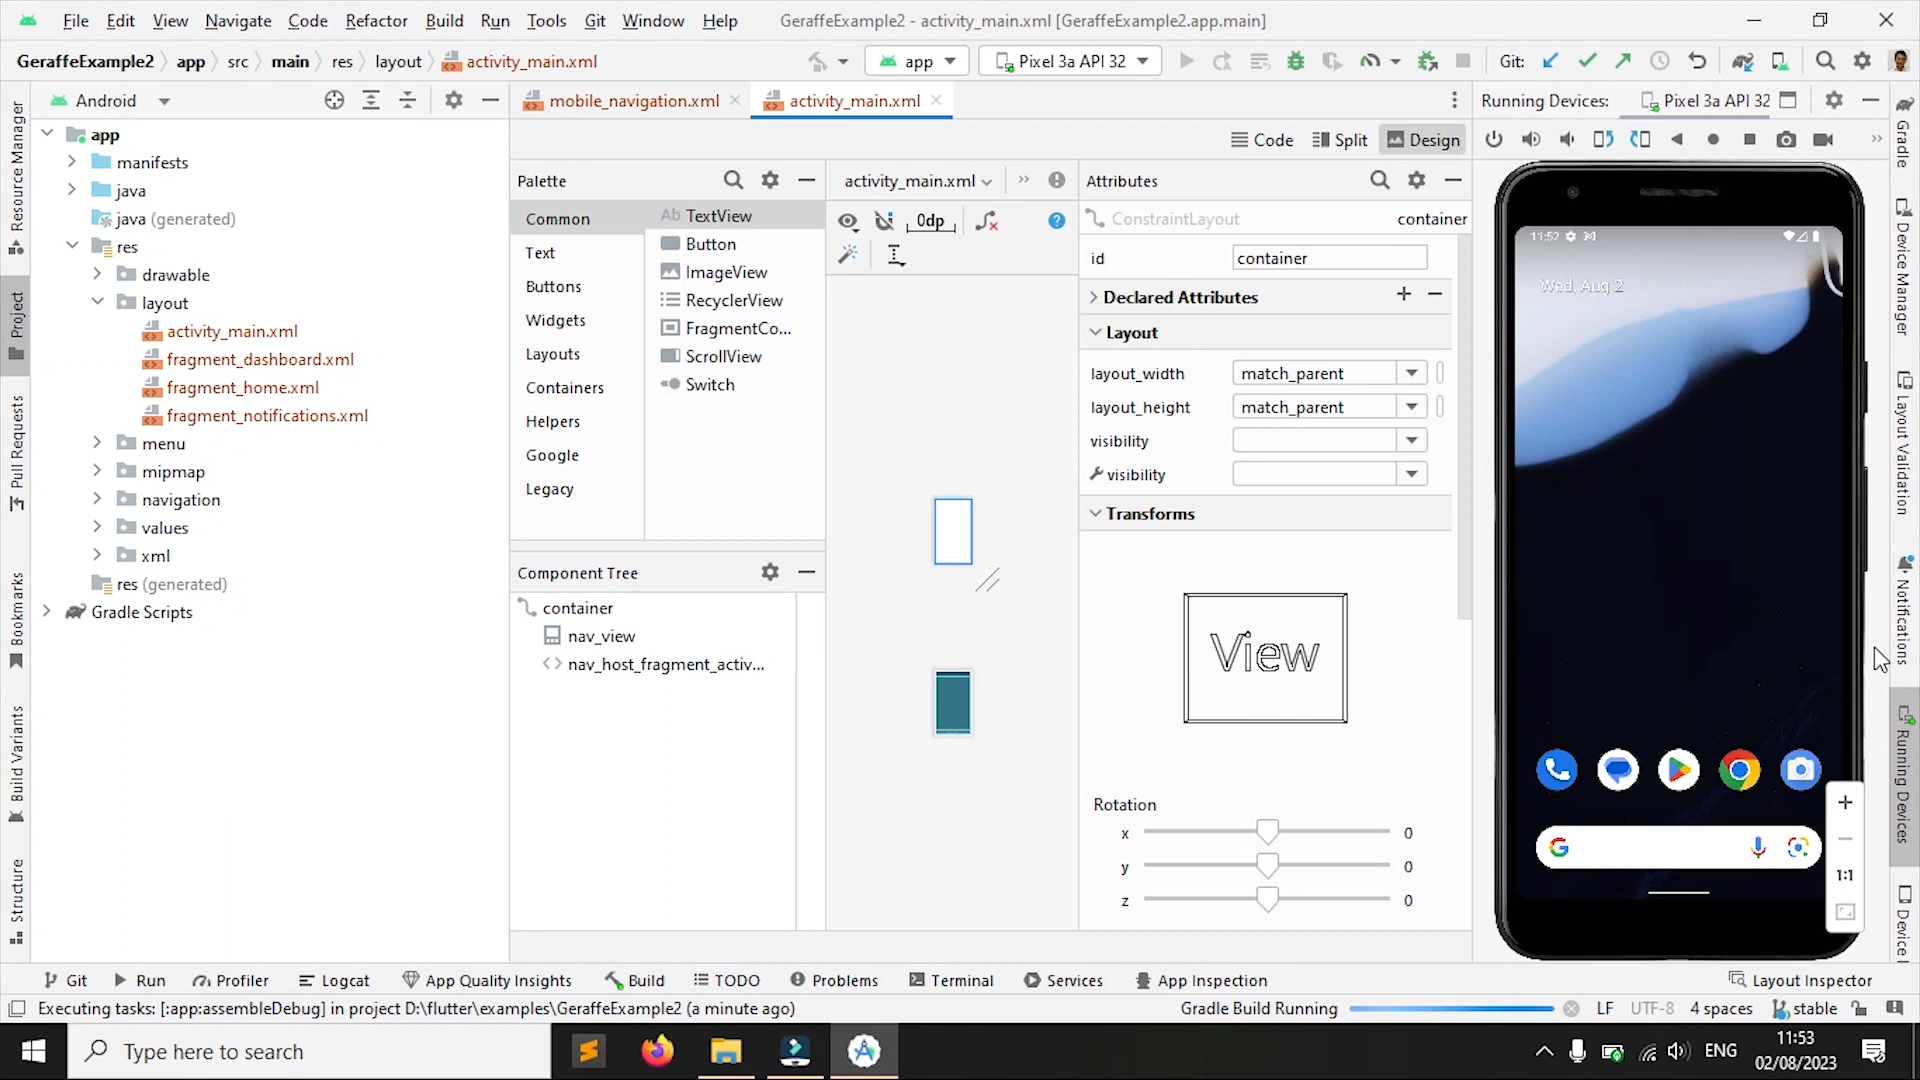 File Edit View Navigate Code Refactor Build Run Tools Git Window Help GeraffeExample2 - activity_main.xml [GeraffeExample2.app.main]
GeraffeExample2 app src main res layout activity_main.xml app Pixel 3a API 32 Git:
Android
mobile_navigation.xml activity_main.xml
Running Devices: Pixel 3a API 32
Code Split Design
Resource Manager
Project
Pull Requests
Bookmarks
Build Variants
Structure
app
manifests
java
java (generated)
res
drawable
layout
activity_main.xml
fragment_dashboard.xml
fragment_home.xml
fragment_notifications.xml
menu
mipmap
navigation
values
xml
res (generated)
Gradle Scripts
Palette
Common
Text
Buttons
Widgets
Layouts
Containers
Helpers
Google
Legacy
Ab TextView
Button
ImageView
RecyclerView
FragmentCo...
ScrollView
Switch
Component Tree
container
nav_view
nav_host_fragment_activ...
activity_main.xml
0dp
Attributes
ConstraintLayout container
id container
Declared Attributes
Layout
layout_width match_parent
layout_height match_parent
visibility
visibility
Transforms
View
Rotation
x 0
y 0
z 0
11:52
Wed, Aug 2
1:1
Gradle
Device Manager
Layout Validation
Notifications
Running Devices
Device
Git Run Profiler Logcat App Quality Insights Build TODO Problems Terminal Services App Inspection Layout Inspector
Executing tasks: [:app:assembleDebug] in project D:\flutter\examples\GeraffeExample2 (a minute ago) Gradle Build Running LF UTF-8 4 spaces stable
Type here to search
ENG
11:53
02/08/2023